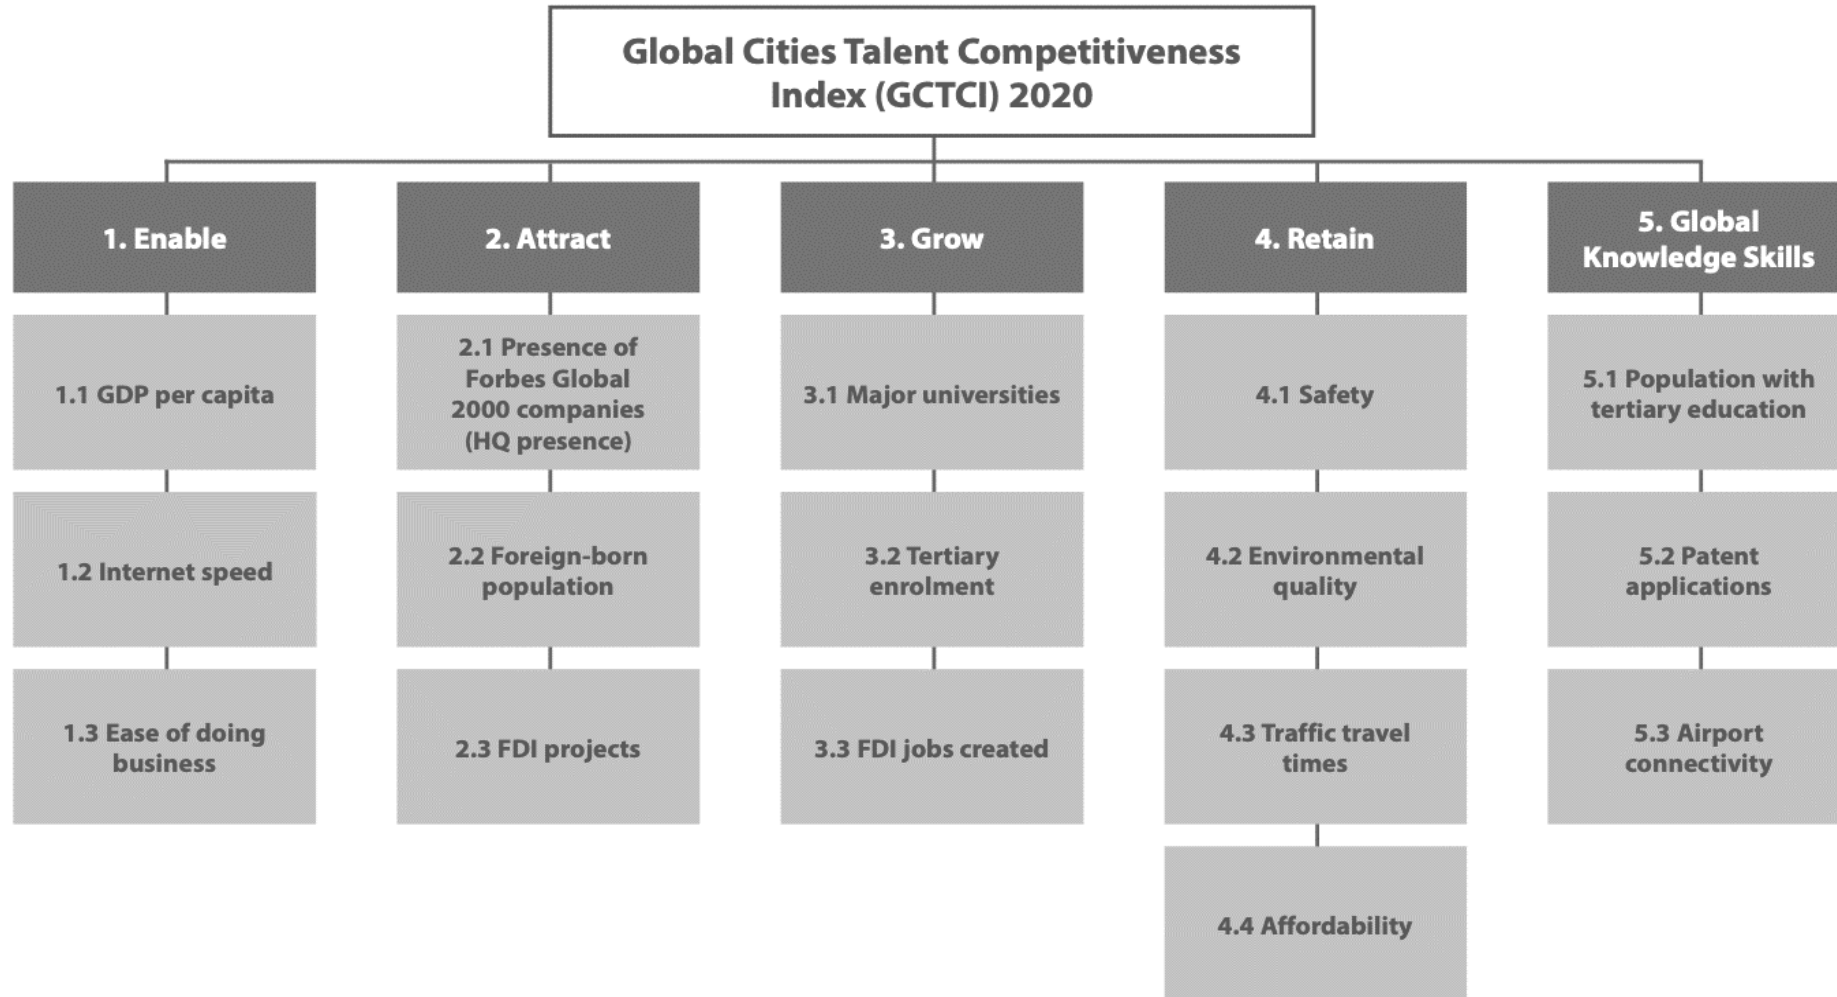 Global Cities Talent Competitiveness
Index (GCTCI) 2020
1. Enable
2. Attract
3. Grow
4. Retain
5. Global
Knowledge Skills
1.1 GDP per capita
2.1 Presence of
Forbes Global
2000 companies
(HQ presence)
3.1 Major universities
4.1 Safety
5.1 Population with
tertiary education
1.2 Internet speed
2.2 Foreign-born
population
3.2 Tertiary
enrolment
4.2 Environmental
quality
5.2 Patent
applications
1.3 Ease of doing
business
2.3 FDI projects
3.3 FDI jobs created
4.3 Traffic travel
times
5.3 Airport
connectivity
4.4 Affordability